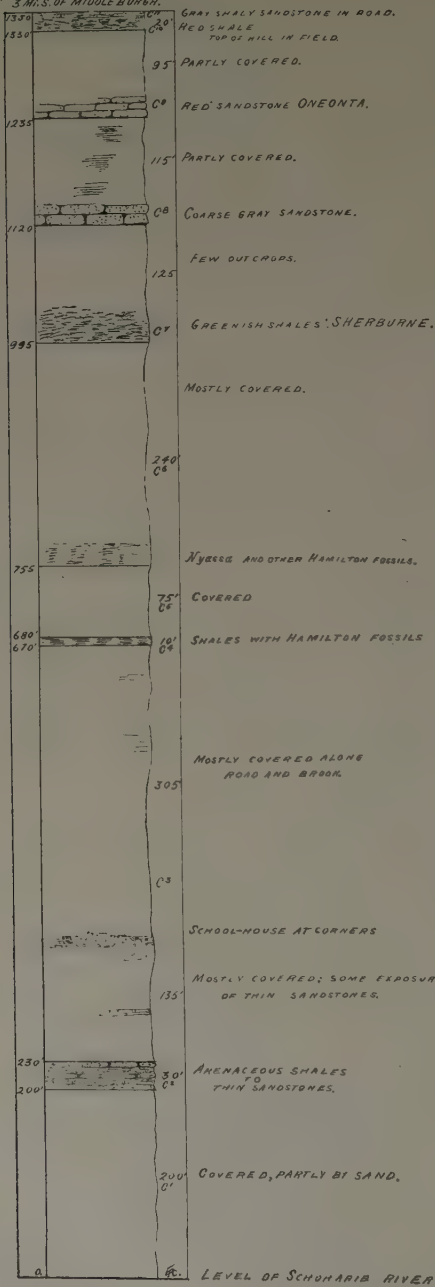 3 MI. S. OF MIDDLEBURGH.
1350 20' GRAY SHALY SANDSTONE IN ROAD.
1330 RED SHALE
TOP OF HILL IN FIELD.
95' PARTLY COVERED.
C9 RED SANDSTONE ONEONTA.
1235
115' PARTLY COVERED.
C8 COARSE GRAY SANDSTONE.
1120
125 FEW OUTCROPS.
C7 GREENISH SHALES: SHERBURNE.
995
MOSTLY COVERED.
240'
C6
NYASSA AND OTHER HAMILTON FOSSILS.
755
75' COVERED
C5
680' 10' SHALES WITH HAMILTON FOSSILS
670' C4
MOSTLY COVERED ALONG
ROAD AND BROOK.
305'
C3
SCHOOL-HOUSE AT CORNERS
MOSTLY COVERED; SOME EXPOSUR
135' OF THIN SANDSTONES.
230' ARENACEOUS SHALES
30' TO
C2 THIN SANDSTONES.
200'
200' COVERED, PARTLY BY SAND.
C1
a LEVEL OF SCHOHARIE RIVER